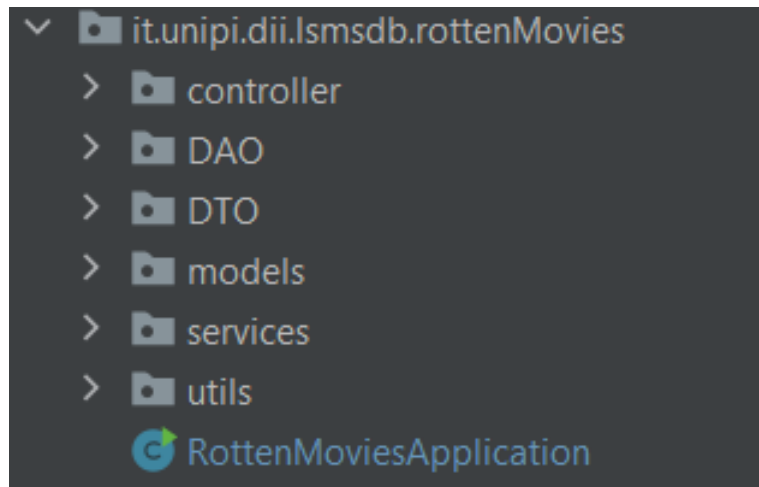 it.unipi.dii.lsmsdb.rottenMovies
controller
DAO
DTO
models
services
utils
RottenMoviesApplication